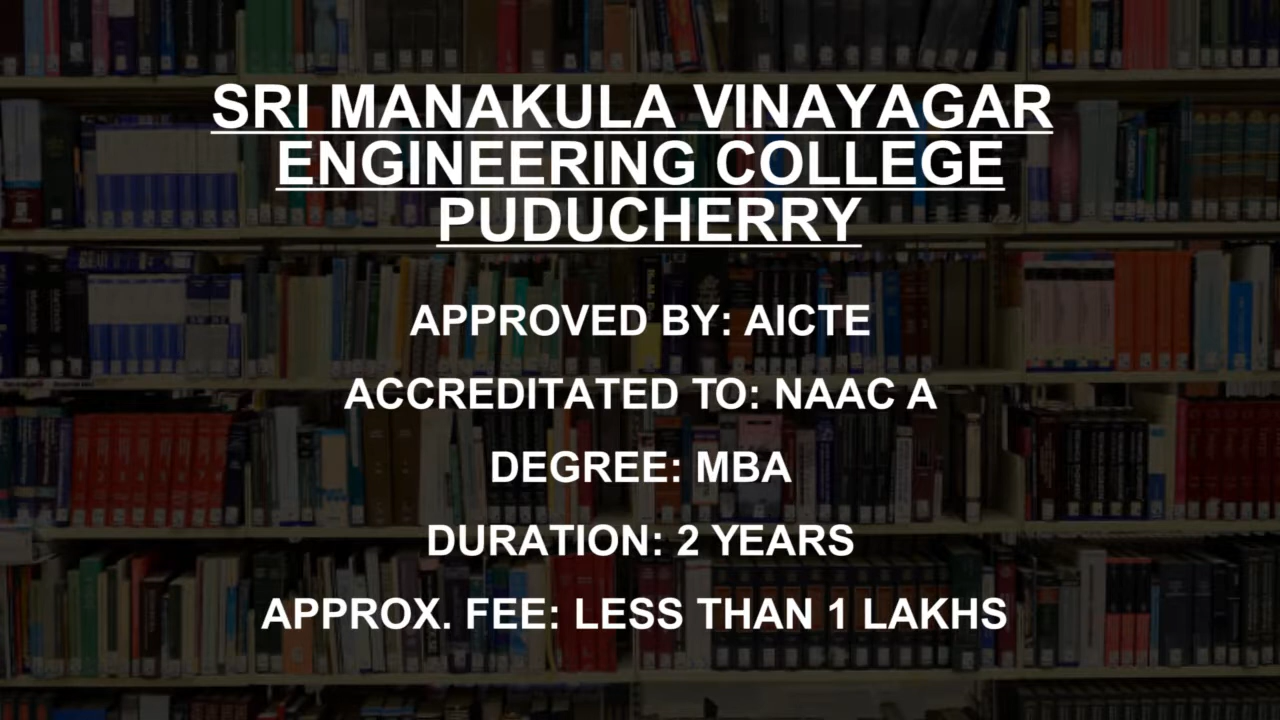 SRI MANAKULA VINAYAGAR
ENGINEERING COLLEGE
PUDUCHERRY
APPROVED BY: AICTE
ACCREDITATED TO: NAAC A
DEGREE: MBA
DURATION: 2 YEARS
APPROX. FEE: LESS THAN 1 LAKHS